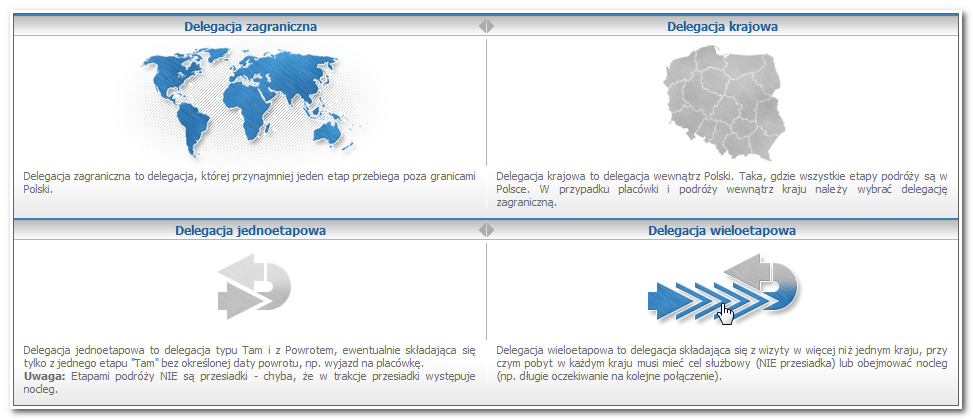 Delegacja zagraniczna
Delegacja krajowa
Delegacja zagraniczna to delegacja, której przynajmniej jeden etap przebiega poza granicami
Polski.
Delegacja krajowa to delegacja wewnątrz Polski. Taka, gdzie wszystkie etapy podróży są w
Polsce. W przypadku placówki i podróży wewnątrz kraju należy wybrać delegację
zagraniczną.
Delegacja jednoetapowa
Delegacja wieloetapowa
Delegacja jednoetapowa to delegacja typu Tam i z Powrotem, ewentualnie składająca się
tylko z jednego etapu "Tam" bez określonej daty powrotu, np. wyjazd na placówkę.
Uwaga: Etapami podróży NIE są przesiadki - chyba, że w trakcje przesiadki występuje
nocleg.
Delegacja wieloetapowa to delegacja składająca się z wizyty w więcej niż jednym kraju, przy
czym pobyt w każdym kraju musi mieć cel służbowy (NIE przesiadka) lub obejmować nocleg
(np. długie oczekiwanie na kolejne połączenie).